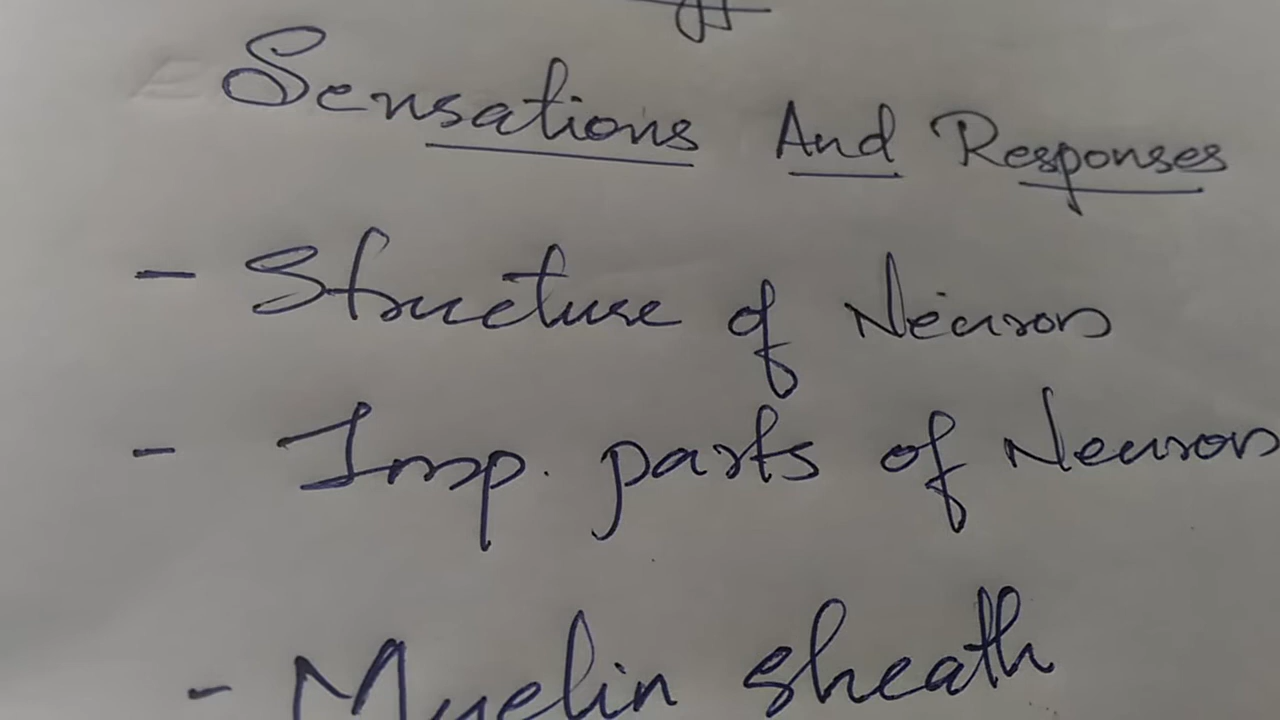 Sensations And Responses
- Structure of Neuron
- Imp. parts of Neuron
- Myelin sheath